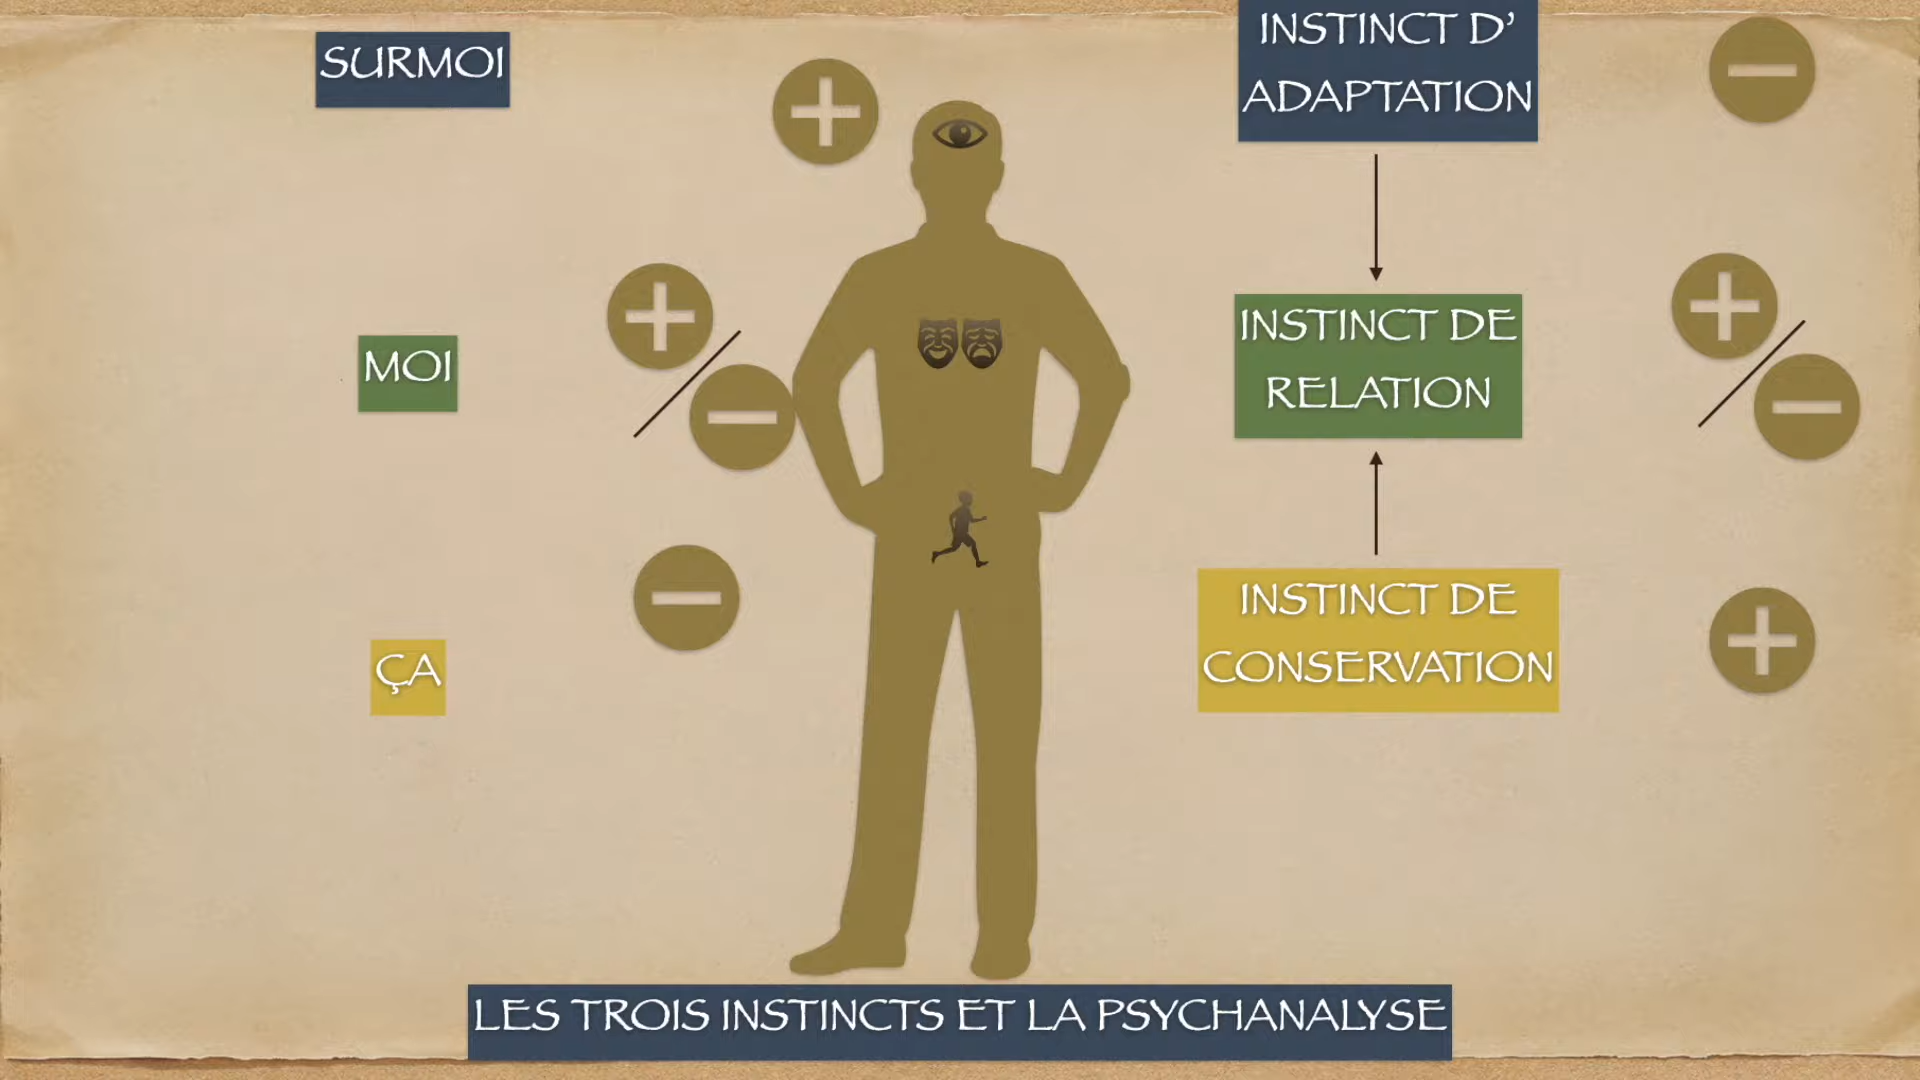 SURMOI
INSTINCT D’
ADAPTATION
MOI
INSTINCT DE
RELATION
ÇA
INSTINCT DE
CONSERVATION
LES TROIS INSTINCTS ET LA PSYCHANALYSE